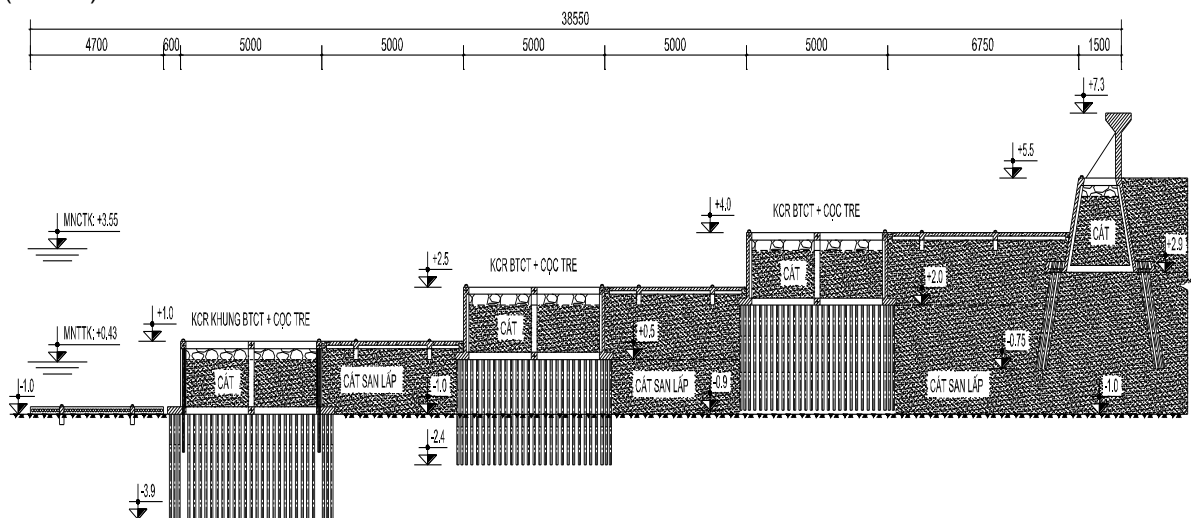 38550
4700 600 5000 5000 5000 5000 5000 6750 1500
+7.3
+5.5
+4.0 KCR BTCT + CỌC TRE
MNCTK: +3.55
CÁT
+2.9
+2.5 KCR BTCT + CỌC TRE
CÁT
+2.0
+1.0 KCR KHUNG BTCT + CỌC TRE
MNTTK: +0.43
CÁT
+0.5
-0.75
-1.0
CÁT
CÁT SAN LẤP
-1.0
CÁT SAN LẤP
-0.9
CÁT SAN LẤP
-1.0
-2.4
-3.9